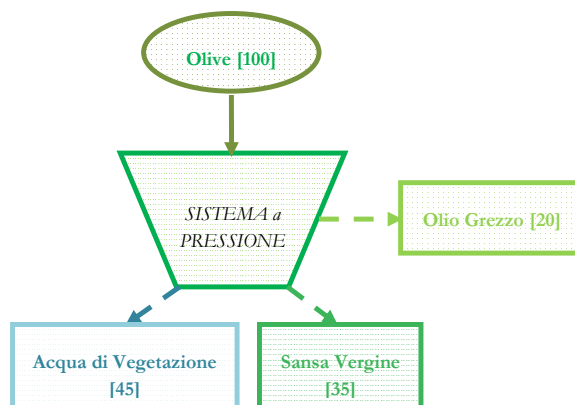 Olive [100]
SISTEMA a
PRESSIONE
Olio Grezzo [20]
Acqua di Vegetazione
[45]
Sansa Vergine
[35]